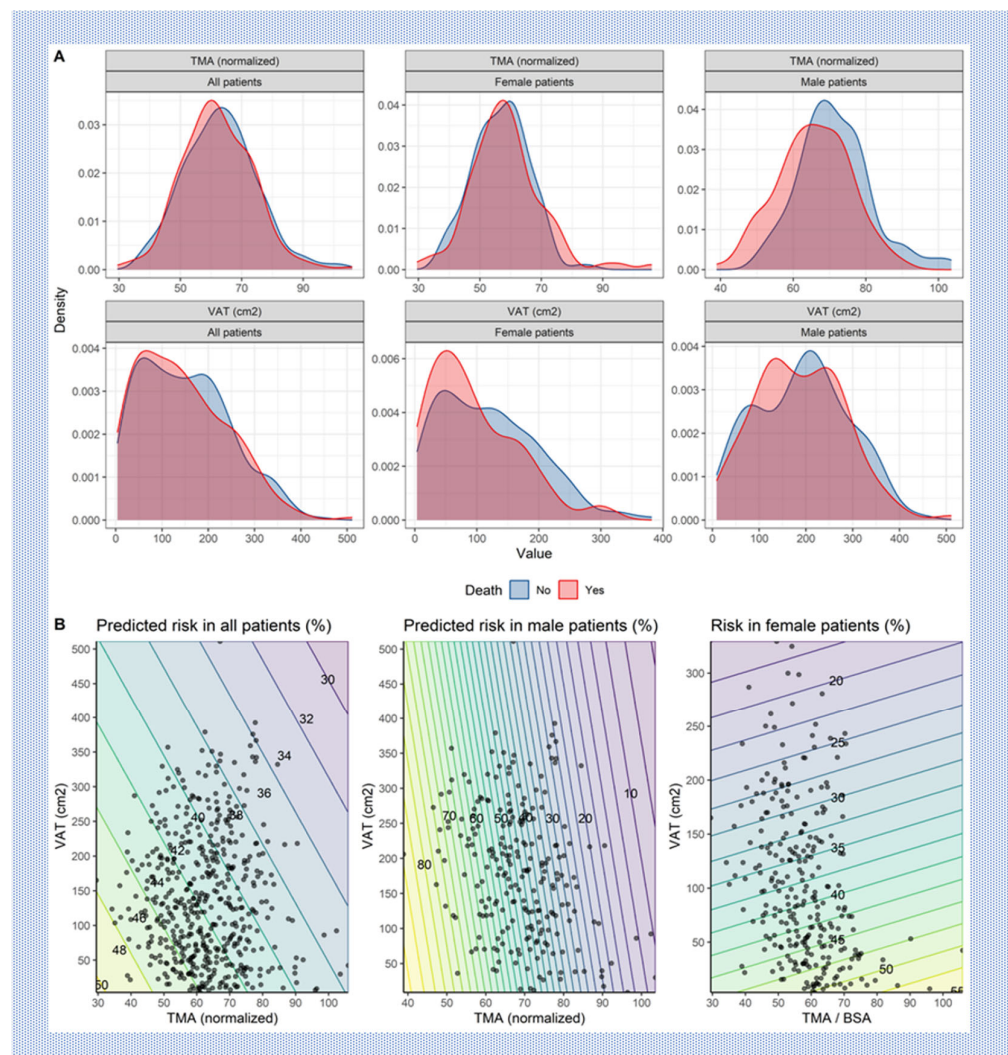 A
TMA (normalized)
All patients
TMA (normalized)
Female patients
TMA (normalized)
Male patients
0.03
0.02
0.01
0.00
30 50 70 90
0.04
0.03
0.02
0.01
0.00
30 50 70 90
0.04
0.03
0.02
0.01
0.00
40 60 80 100
Density
VAT (cm2)
All patients
VAT (cm2)
Female patients
VAT (cm2)
Male patients
0.004
0.003
0.002
0.001
0.000
0 100 200 300 400 500
0.006
0.004
0.002
0.000
0 100 200 300 400
0.004
0.003
0.002
0.001
0.000
0 100 200 300 400 500
Value
Death No Yes
B
Predicted risk in all patients (%)
VAT (cm2)
500
450
400
350
300
250
200
150
100
50
30
32
34
36
38
40
42
44
46
48
50
30 40 50 60 70 80 90 100
TMA (normalized)
Predicted risk in male patients (%)
VAT (cm2)
500
450
400
350
300
250
200
150
100
50
10
70 60 50 40 30 20
80
40 50 60 70 80 90 100
TMA (normalized)
Risk in female patients (%)
VAT (cm2)
300
250
200
150
100
50
20
25
30
35
40
45
50
55
30 40 50 60 70 80 90 100
TMA / BSA